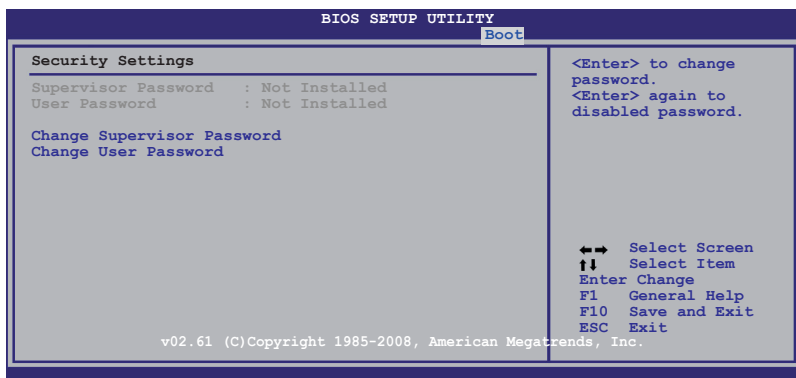 BIOS SETUP UTILITY
Boot
Security Settings
Supervisor Password : Not Installed
User Password : Not Installed
Change Supervisor Password
Change User Password
<Enter> to change
password.
<Enter> again to
disabled password.
←→ Select Screen
↑↓ Select Item
Enter Change
F1 General Help
F10 Save and Exit
ESC Exit
v02.61 (C)Copyright 1985-2008, American Megatrends, Inc.